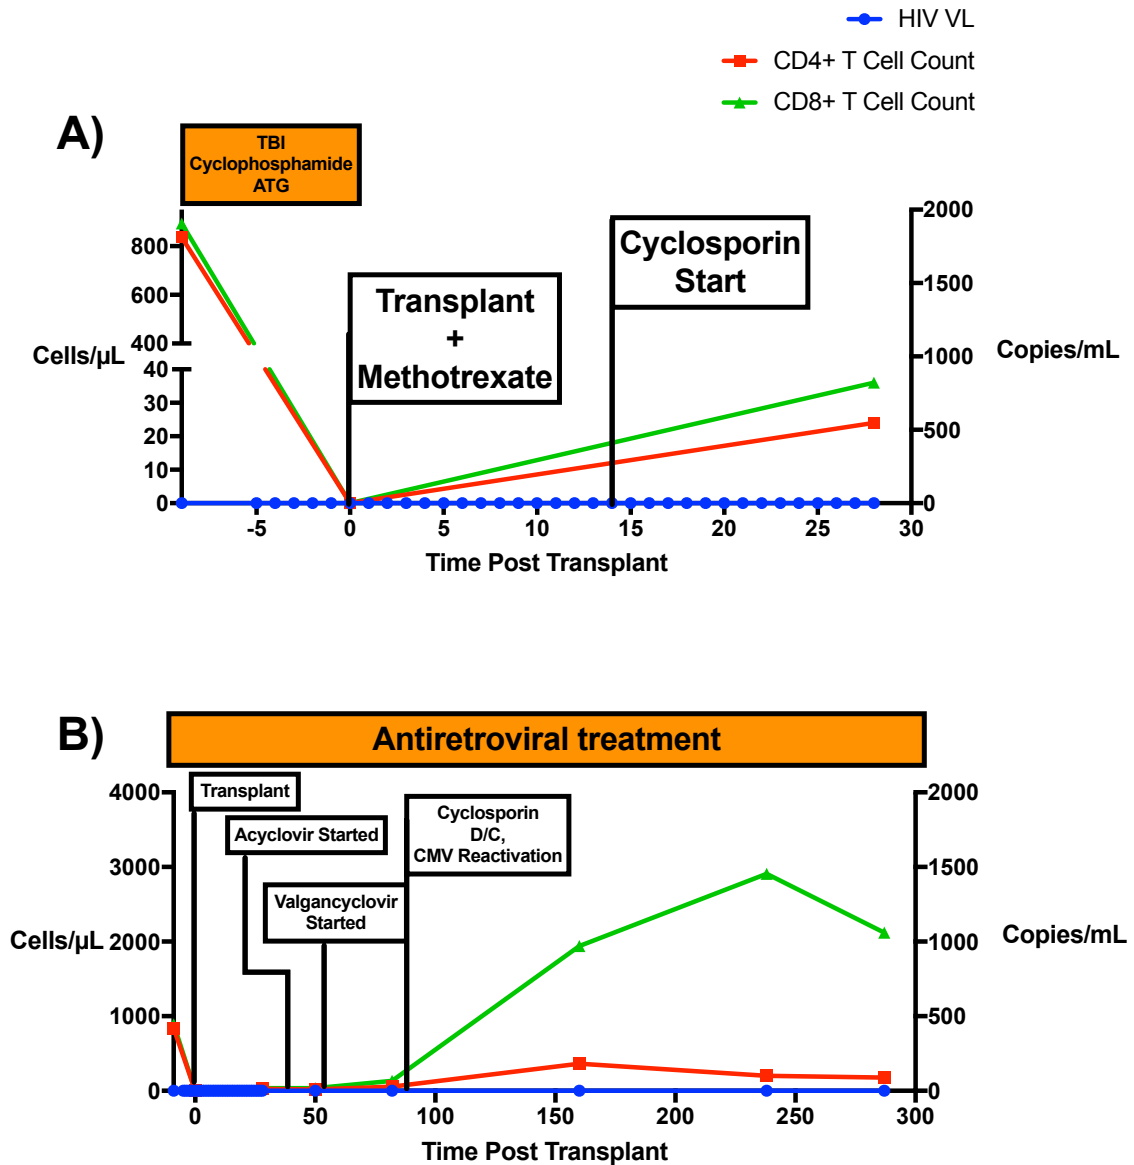 HIV VL
CD4+ T Cell Count
CD8+ T Cell Count
A)
TBI
Cyclophosphamide
ATG
Transplant
+
Methotrexate
Cyclosporin
Start
800
600
400
40
30
20
10
0
Cells/µL
2000
1500
1000
500
0
Copies/mL
-5 0 5 10 15 20 25 30
Time Post Transplant
B)
Antiretroviral treatment
Transplant
Acyclovir Started
Valgancyclovir
Started
Cyclosporin
D/C,
CMV Reactivation
4000
3000
2000
1000
0
Cells/µL
2000
1500
1000
500
0
Copies/mL
0 50 100 150 200 250 300
Time Post Transplant